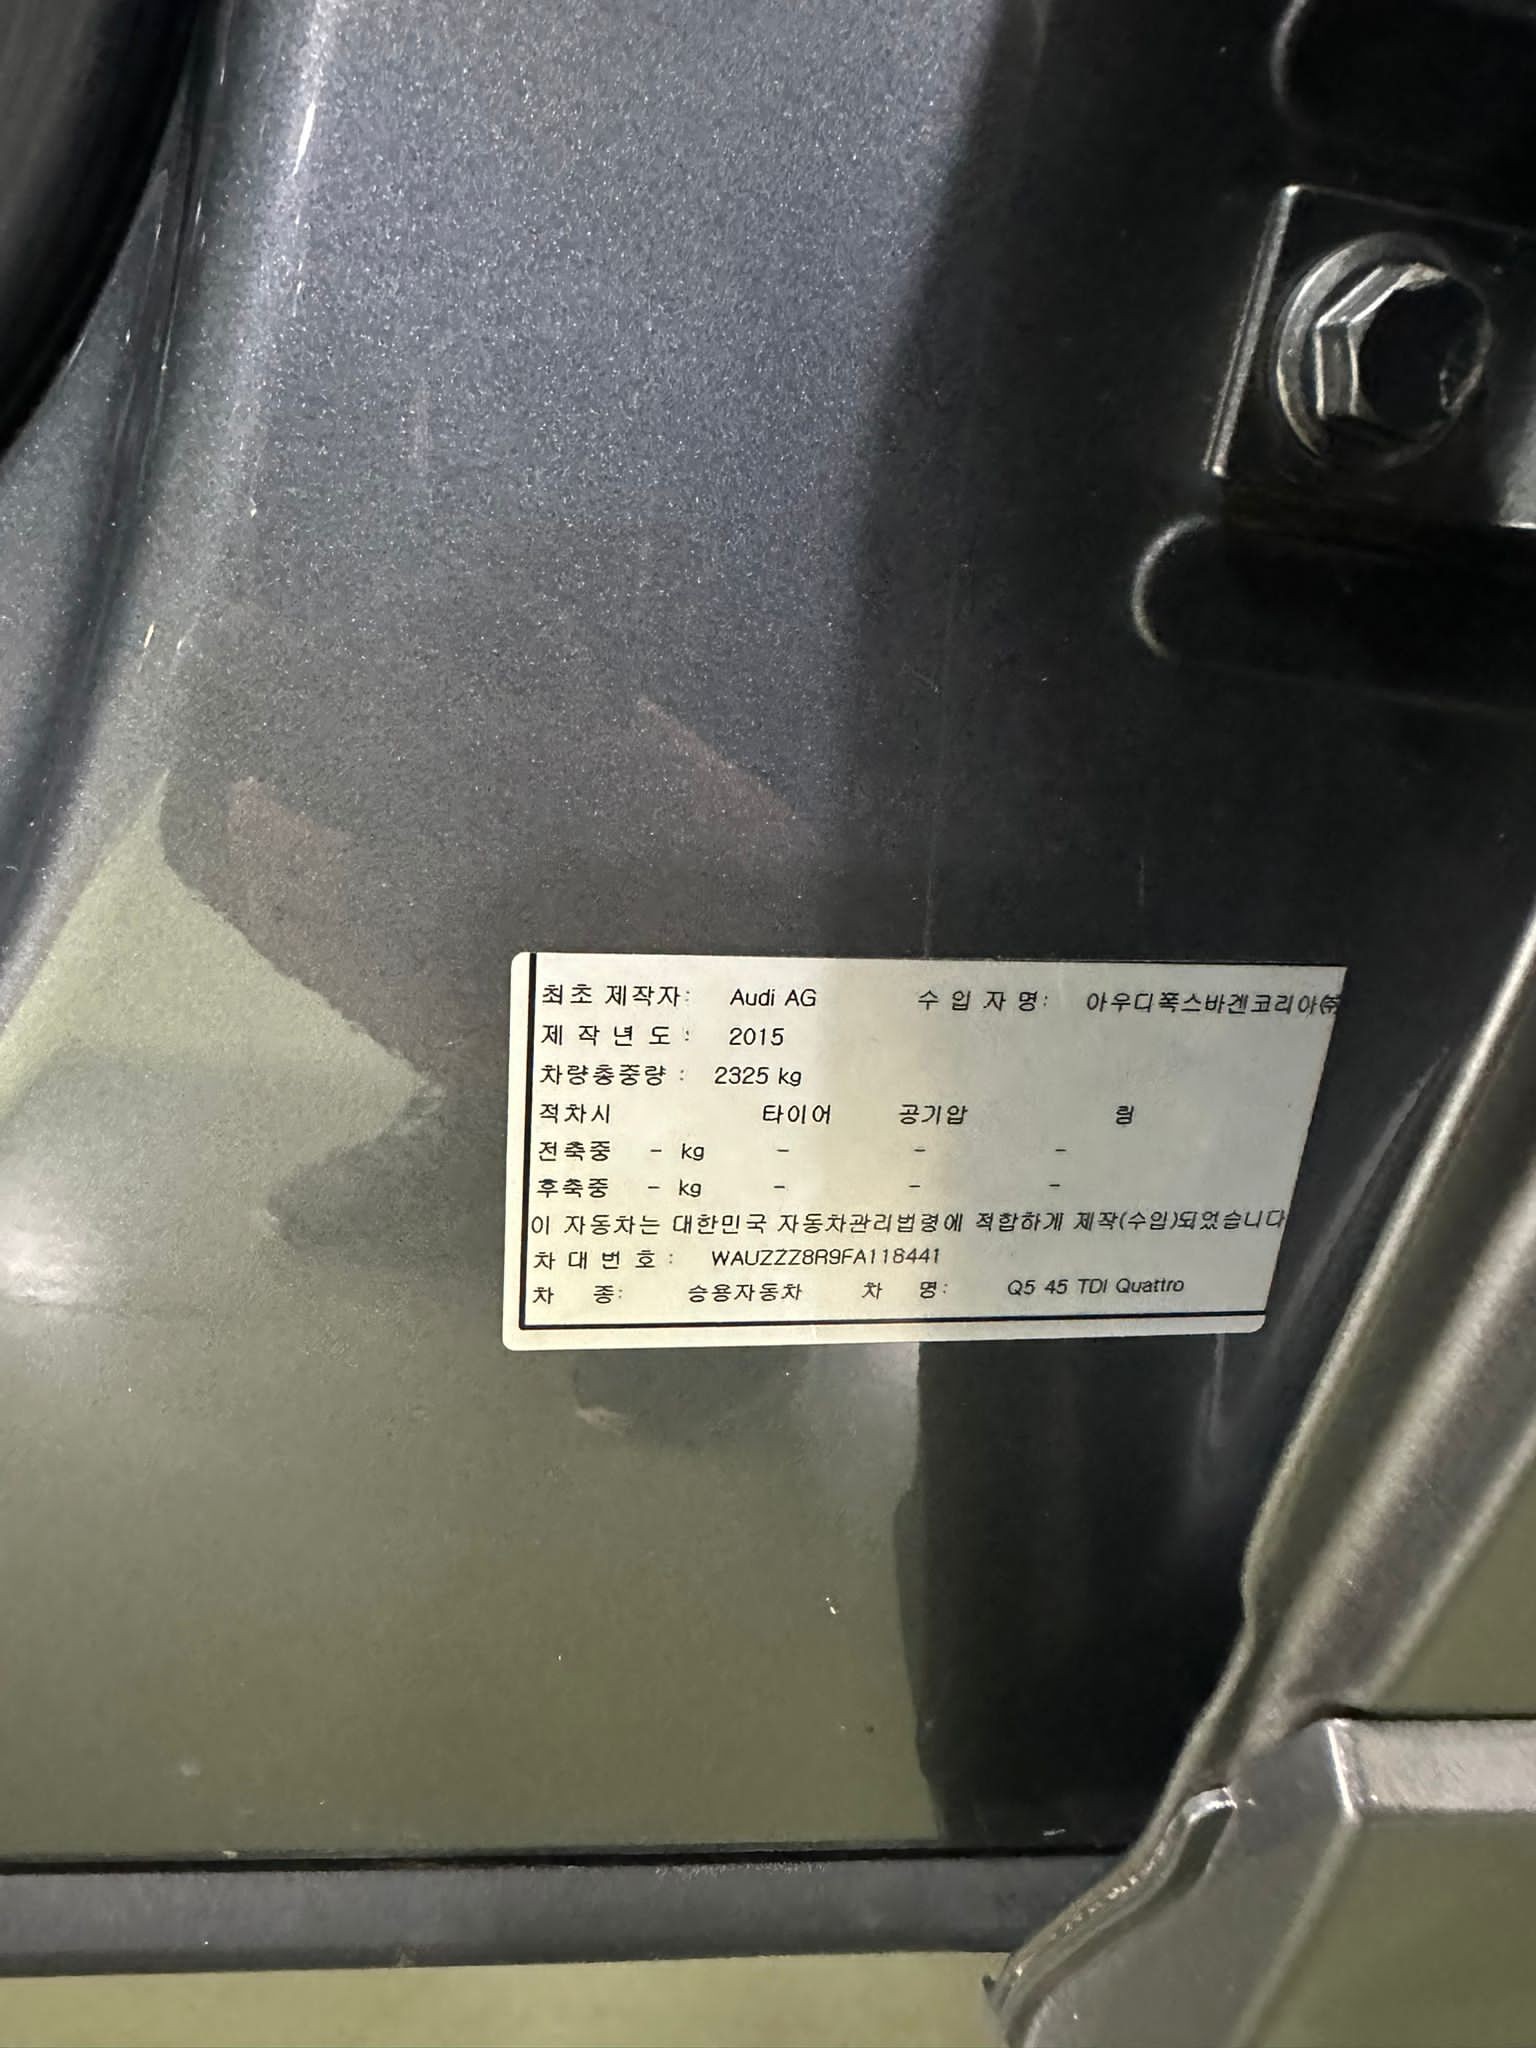 최초 제작자: Audi AG 수 입 자 명: 아우디폭스바겐코리아㈜
제 작 년 도 : 2015
차량총중량 : 2325 kg
적차시 타이어 공기압 림
전축중 - kg - - -
후축중 - kg - - -
이 자동차는 대한민국 자동차관리법령에 적합하게 제작(수입)되었습니다
차 대 번 호 : WAUZZZ8R9FA118441
차 종: 승용자동차 차 명: Q5 45 TDI Quattro